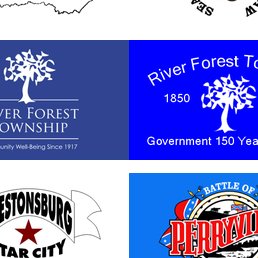 VER FOREST
OWNSHIP
unity Well-Being Since 1917
River Forest To
1850
Government 150 Yea
ESTONSBURG
TAR CITY
BATTLE OF
PERRYVI